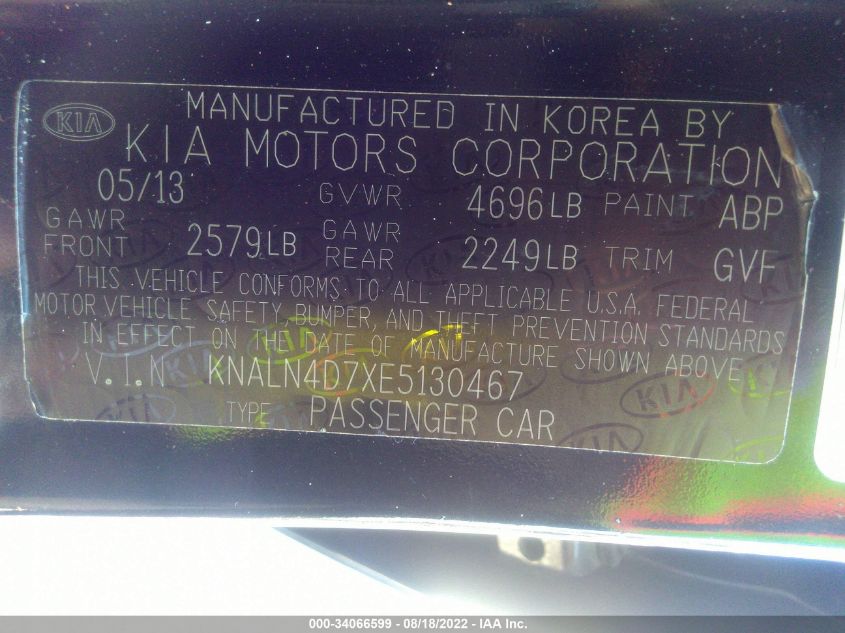 KIA MANUFACTURED IN KOREA BY
KIA MOTORS CORPORATION
05/13 GVWR 4696LB PAINT ABP
GAWR FRONT 2579LB GAWR REAR 2249LB TRIM GVF
THIS VEHICLE CONFORMS TO ALL APPLICABLE U.S.A. FEDERAL
MOTOR VEHICLE SAFETY, BUMPER, AND THEFT PREVENTION STANDARDS
IN EFFECT ON THE DATE OF MANUFACTURE SHOWN ABOVE.
V.I.N KNALN4D7XE5130467
TYPE PASSENGER CAR
000-34066599 - 08/18/2022 - IAA Inc.